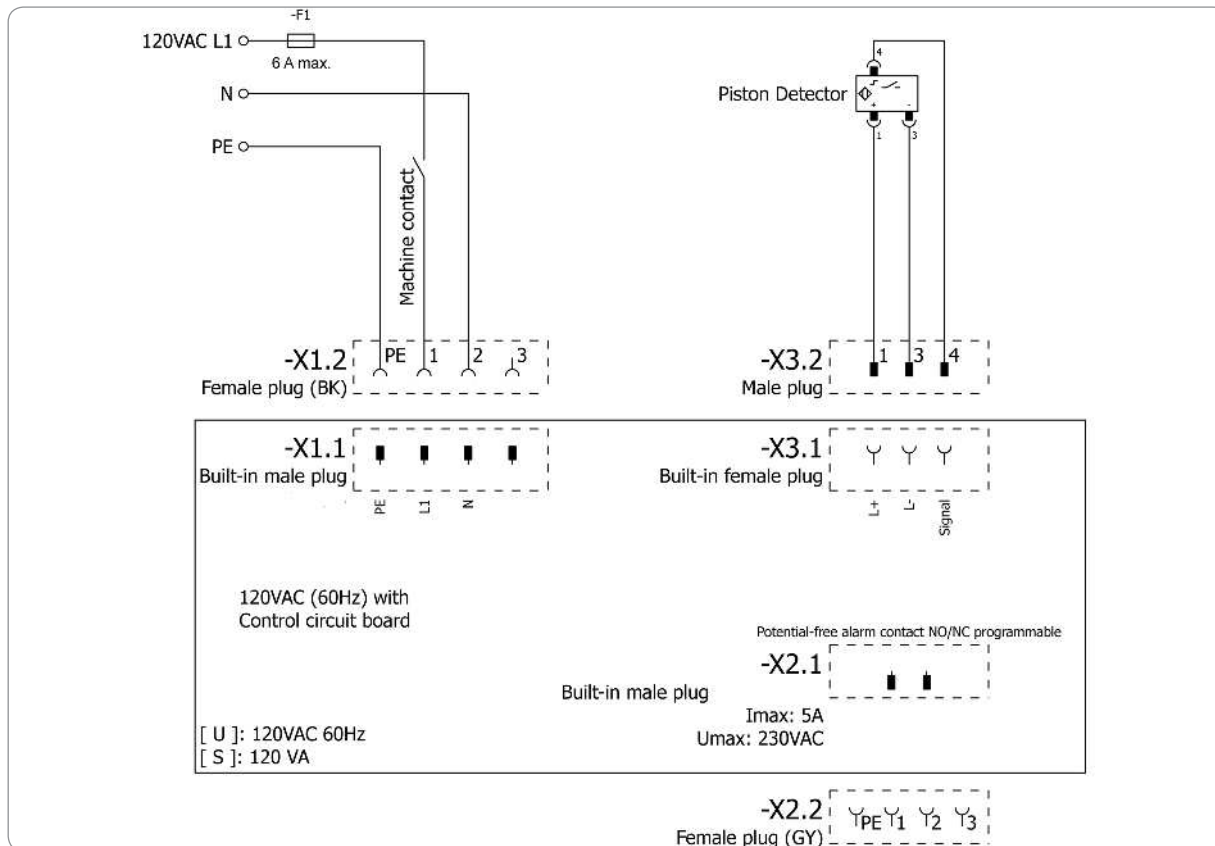 -F1
120VAC L1
6 A max.
N
PE
Machine contact
4
Piston Detector
+ -
1 3
-X1.2 PE 1 2 3
Female plug (BK)
-X3.2 1 3 4
Male plug
-X1.1
Built-in male plug
PE L1 N
-X3.1
Built-in female plug
L+ L- Signal
120VAC (60Hz) with
Control circuit board
Potential-free alarm contact NO/NC programmable
-X2.1
Built-in male plug
Imax: 5A
Umax: 230VAC
[ U ]: 120VAC 60Hz
[ S ]: 120 VA
-X2.2 PE 1 2 3
Female plug (GY)